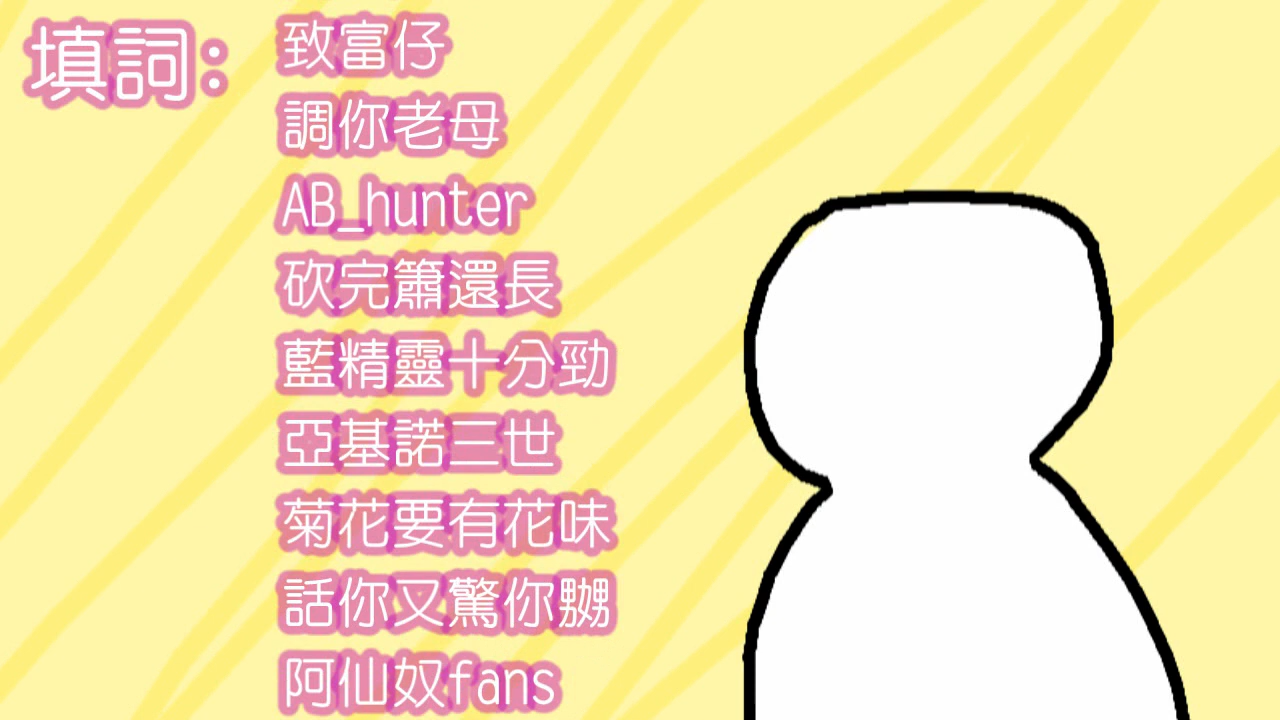 填詞:
致富仔
調你老母
AB_hunter
砍完簫還長
藍精靈十分勁
亞基諾三世
菊花要有花味
話你又驚你嬲
阿仙奴fans